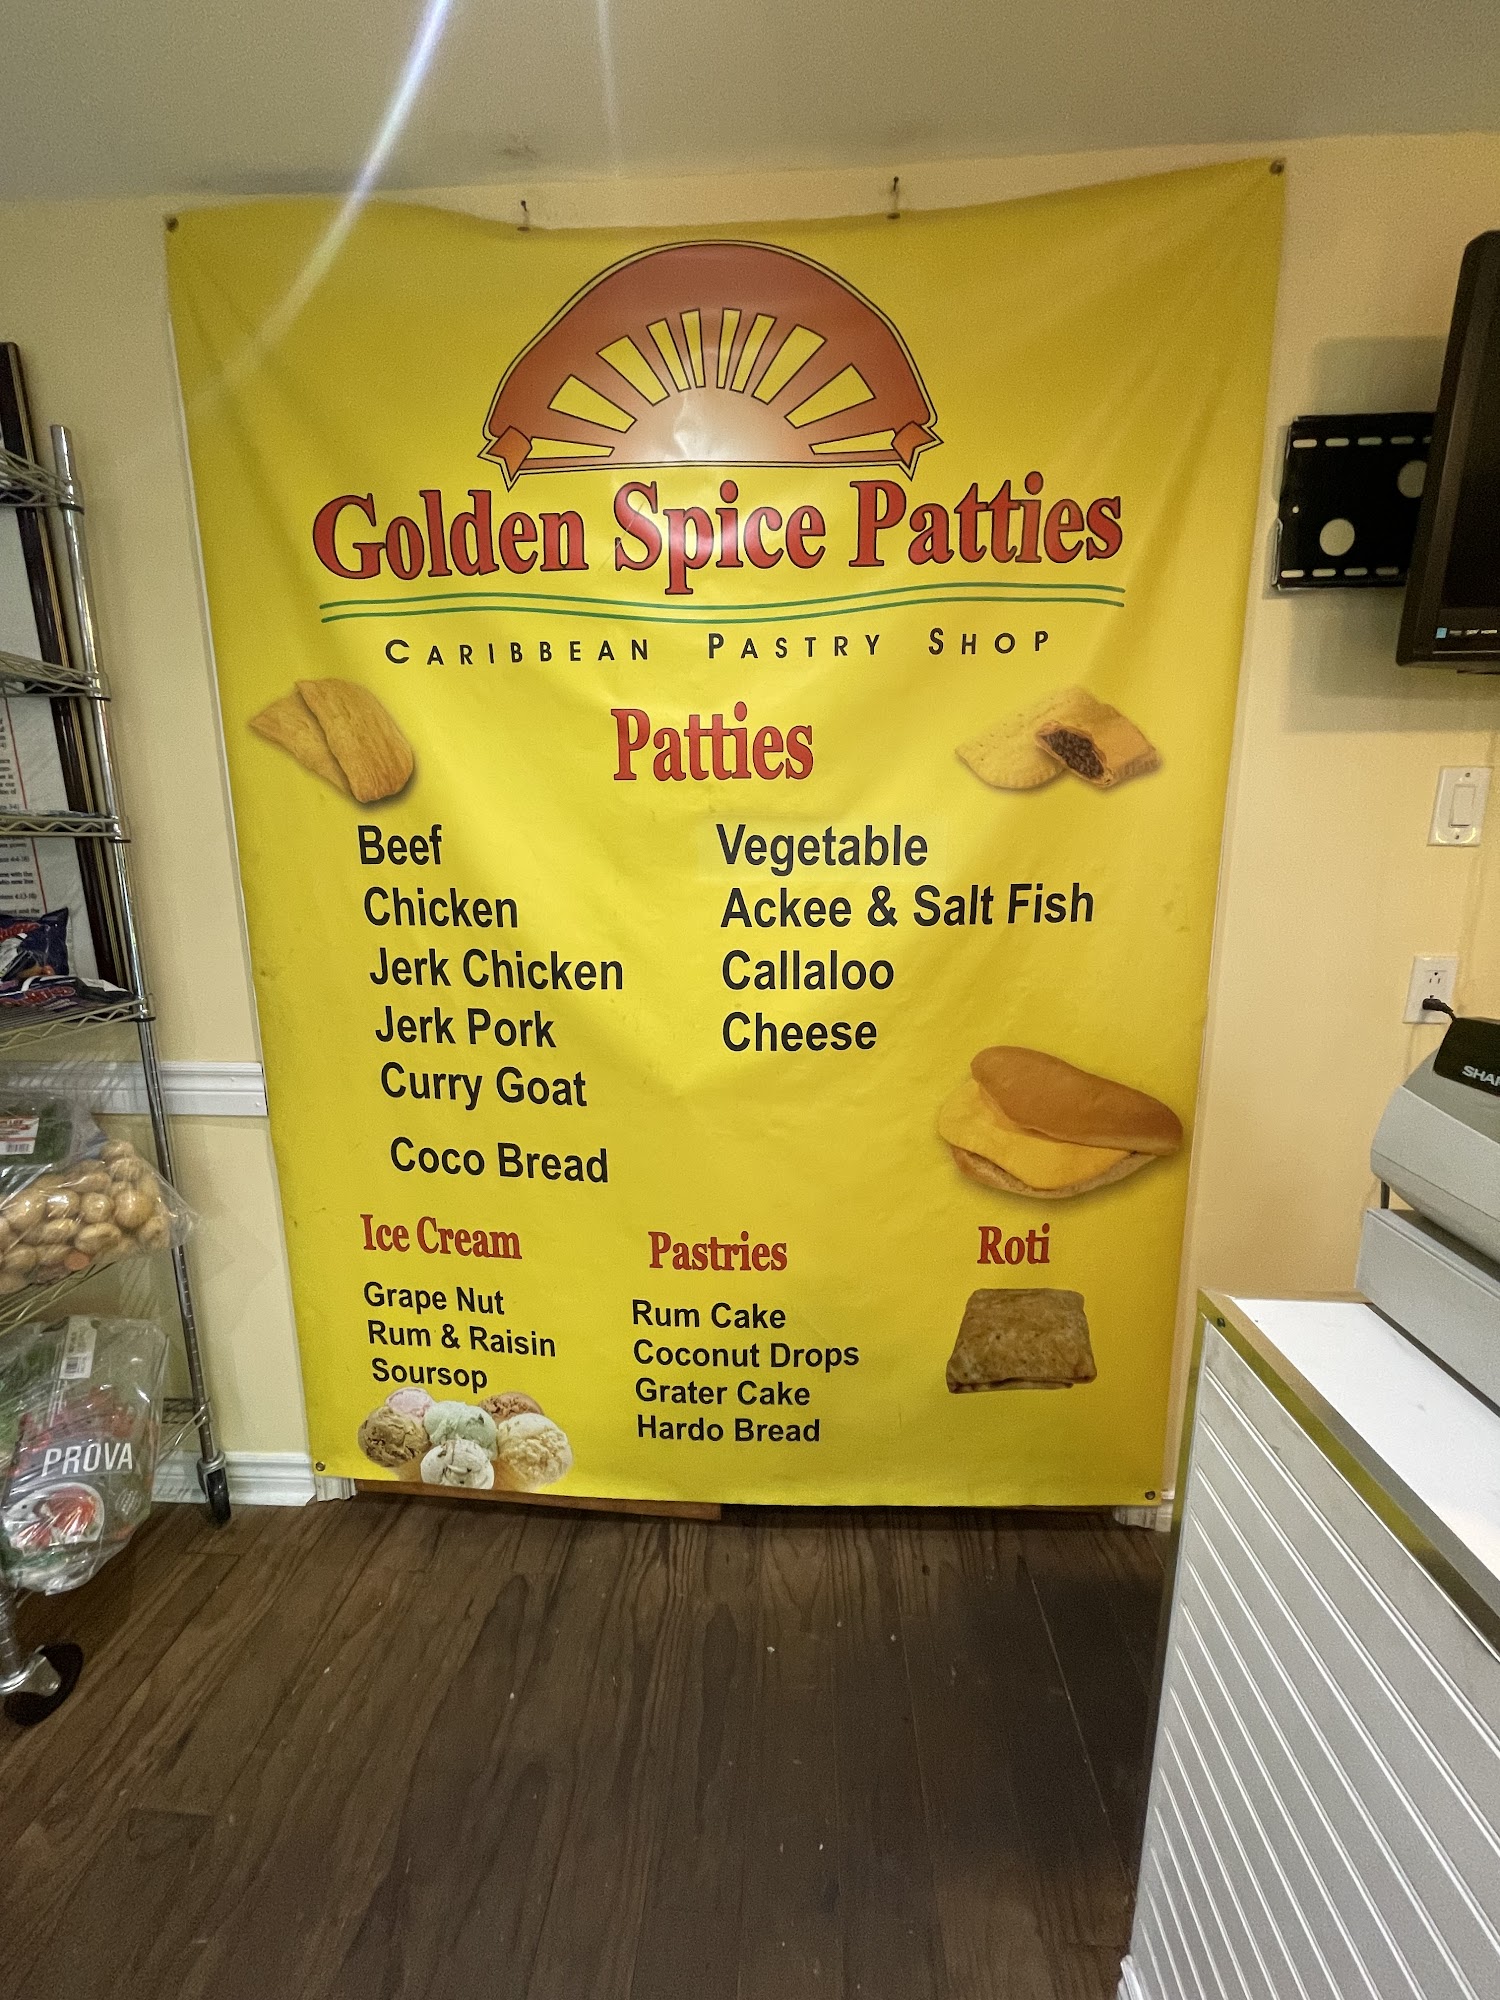 Golden Spice Patties
CARIBBEAN PASTRY SHOP
Patties
Beef
Chicken
Jerk Chicken
Jerk Pork
Curry Goat
Coco Bread
Vegetable
Ackee & Salt Fish
Callaloo
Cheese
Ice Cream
Grape Nut
Rum & Raisin
Soursop
Pastries
Rum Cake
Coconut Drops
Grater Cake
Hardo Bread
Roti
PROVA